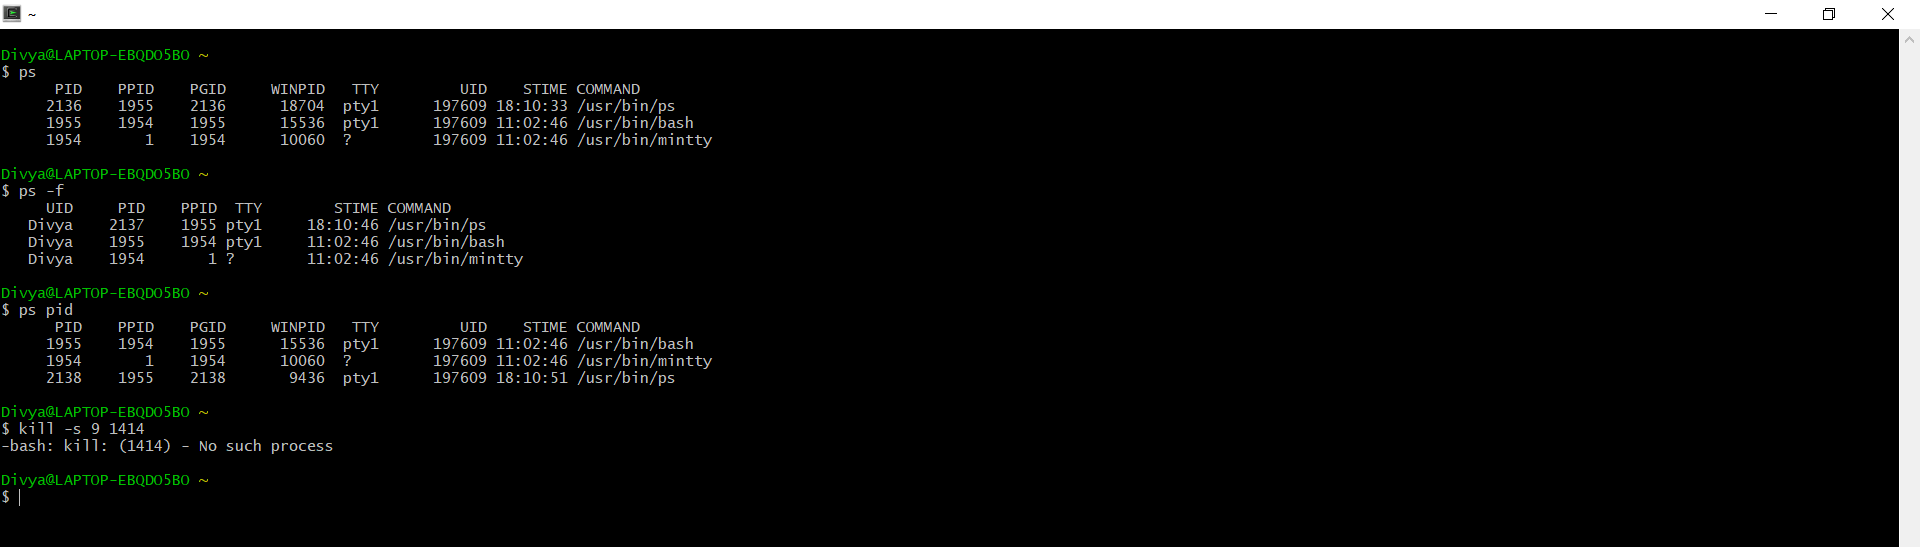 ~
Divya@LAPTOP-EBQDO5BO ~
$ ps
      PID    PPID    PGID     WINPID   TTY         UID    STIME COMMAND
     2136    1955    2136      18704  pty1      197609 18:10:33 /usr/bin/ps
     1955    1954    1955      15536  pty1      197609 11:02:46 /usr/bin/bash
     1954       1    1954      10060  ?         197609 11:02:46 /usr/bin/mintty
Divya@LAPTOP-EBQDO5BO ~
$ ps -f
     UID     PID    PPID  TTY        STIME COMMAND
   Divya    2137    1955 pty1     18:10:46 /usr/bin/ps
   Divya    1955    1954 pty1     11:02:46 /usr/bin/bash
   Divya    1954       1 ?        11:02:46 /usr/bin/mintty
Divya@LAPTOP-EBQDO5BO ~
$ ps pid
      PID    PPID    PGID     WINPID   TTY         UID    STIME COMMAND
     1955    1954    1955      15536  pty1      197609 11:02:46 /usr/bin/bash
     1954       1    1954      10060  ?         197609 11:02:46 /usr/bin/mintty
     2138    1955    2138       9436  pty1      197609 18:10:51 /usr/bin/ps
Divya@LAPTOP-EBQDO5BO ~
$ kill -s 9 1414
-bash: kill: (1414) - No such process
Divya@LAPTOP-EBQDO5BO ~
$